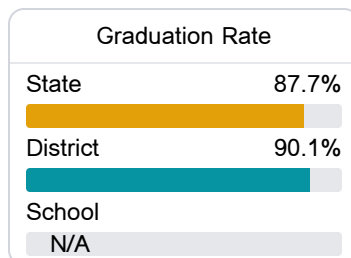 Graduation Rate
State 87.7%
District 90.1%
School
N/A